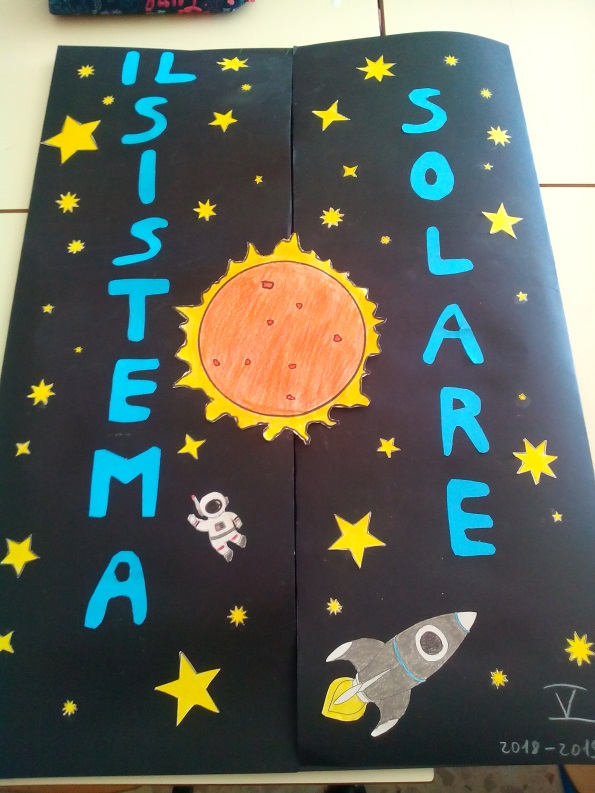 IL
SISTEMA
SOLARE
V
2018-2019